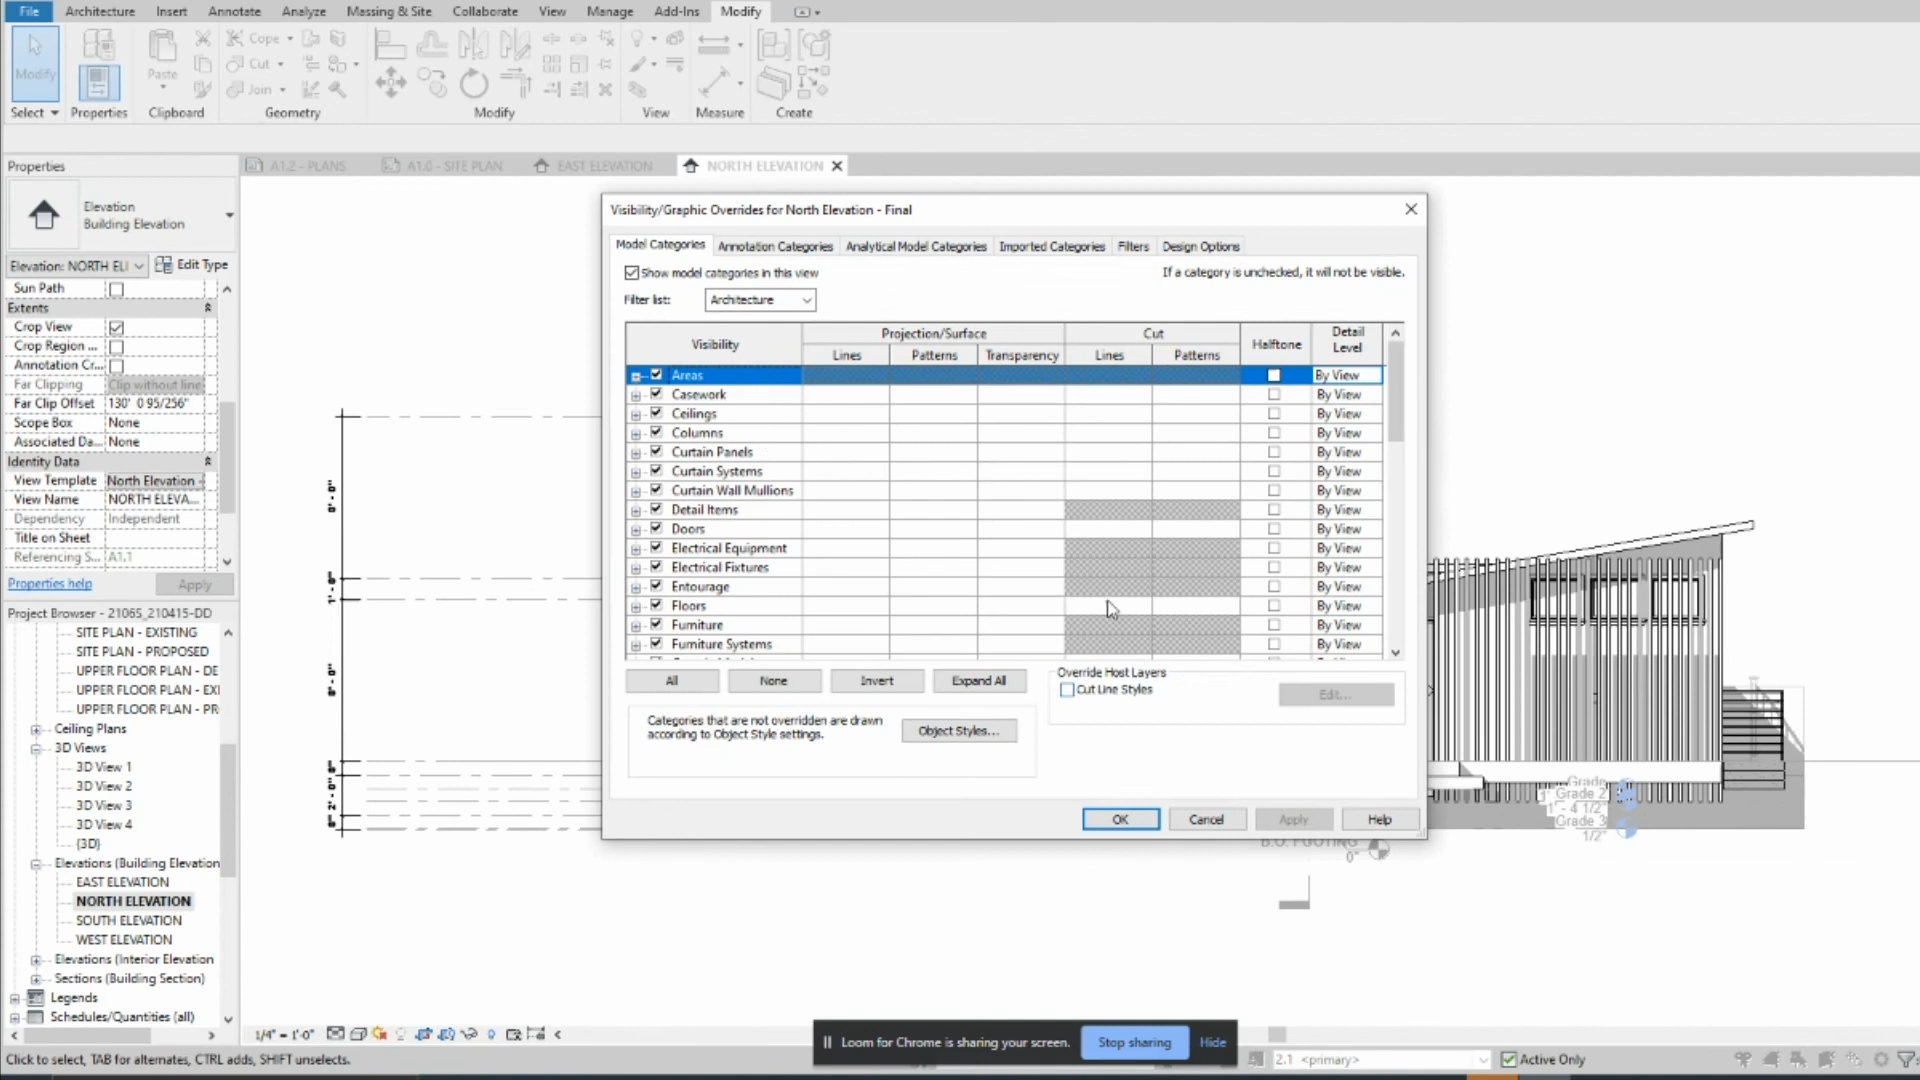 File Architecture Insert Annotate Analyze Massing & Site Collaborate View Manage Add-Ins Modify
Modify Paste Cope Cut Join
Select Properties Clipboard Geometry Modify View Measure Create
Properties A1.2 - PLANS A1.0 - SITE PLAN EAST ELEVATION NORTH ELEVATION
Elevation
Building Elevation
Elevation: NORTH ELI Edit Type
Sun Path
Extents
Crop View
Crop Region ...
Annotation Cr...
Far Clipping Clip without line
Far Clip Offset 130' 0 95/256"
Scope Box None
Associated Da... None
Identity Data
View Template North Elevation -
View Name NORTH ELEVA...
Dependency Independent
Title on Sheet
Referencing S... A1.1
Properties help Apply
Project Browser - 21065_210415-DD
SITE PLAN - EXISTING
SITE PLAN - PROPOSED
UPPER FLOOR PLAN - DE
UPPER FLOOR PLAN - EXI
UPPER FLOOR PLAN - PR
Ceiling Plans
3D Views
3D View 1
3D View 2
3D View 3
3D View 4
{3D}
Elevations (Building Elevation
EAST ELEVATION
NORTH ELEVATION
SOUTH ELEVATION
WEST ELEVATION
Elevations (Interior Elevation
Sections (Building Section)
Legends
Schedules/Quantities (all)
Visibility/Graphic Overrides for North Elevation - Final
Model Categories Annotation Categories Analytical Model Categories Imported Categories Filters Design Options
Show model categories in this view If a category is unchecked, it will not be visible.
Filter list: Architecture
Visibility Projection/Surface Cut Halftone Detail Level
Lines Patterns Transparency Lines Patterns
Areas By View
Casework By View
Ceilings By View
Columns By View
Curtain Panels By View
Curtain Systems By View
Curtain Wall Mullions By View
Detail Items By View
Doors By View
Electrical Equipment By View
Electrical Fixtures By View
Entourage By View
Floors By View
Furniture By View
Furniture Systems By View
All None Invert Expand All
Override Host Layers
Cut Line Styles Edit...
Categories that are not overridden are drawn
according to Object Style settings.
Object Styles...
OK Cancel Apply Help
Grade
Grade 2
1' - 4 1/2"
Grade 3
1/2"
B.O. FOOTING
0"
1/4" = 1'-0"
Loom for Chrome is sharing your screen. Stop sharing Hide
Click to select, TAB for alternates, CTRL adds, SHIFT unselects. 2.1 <primary> Active Only